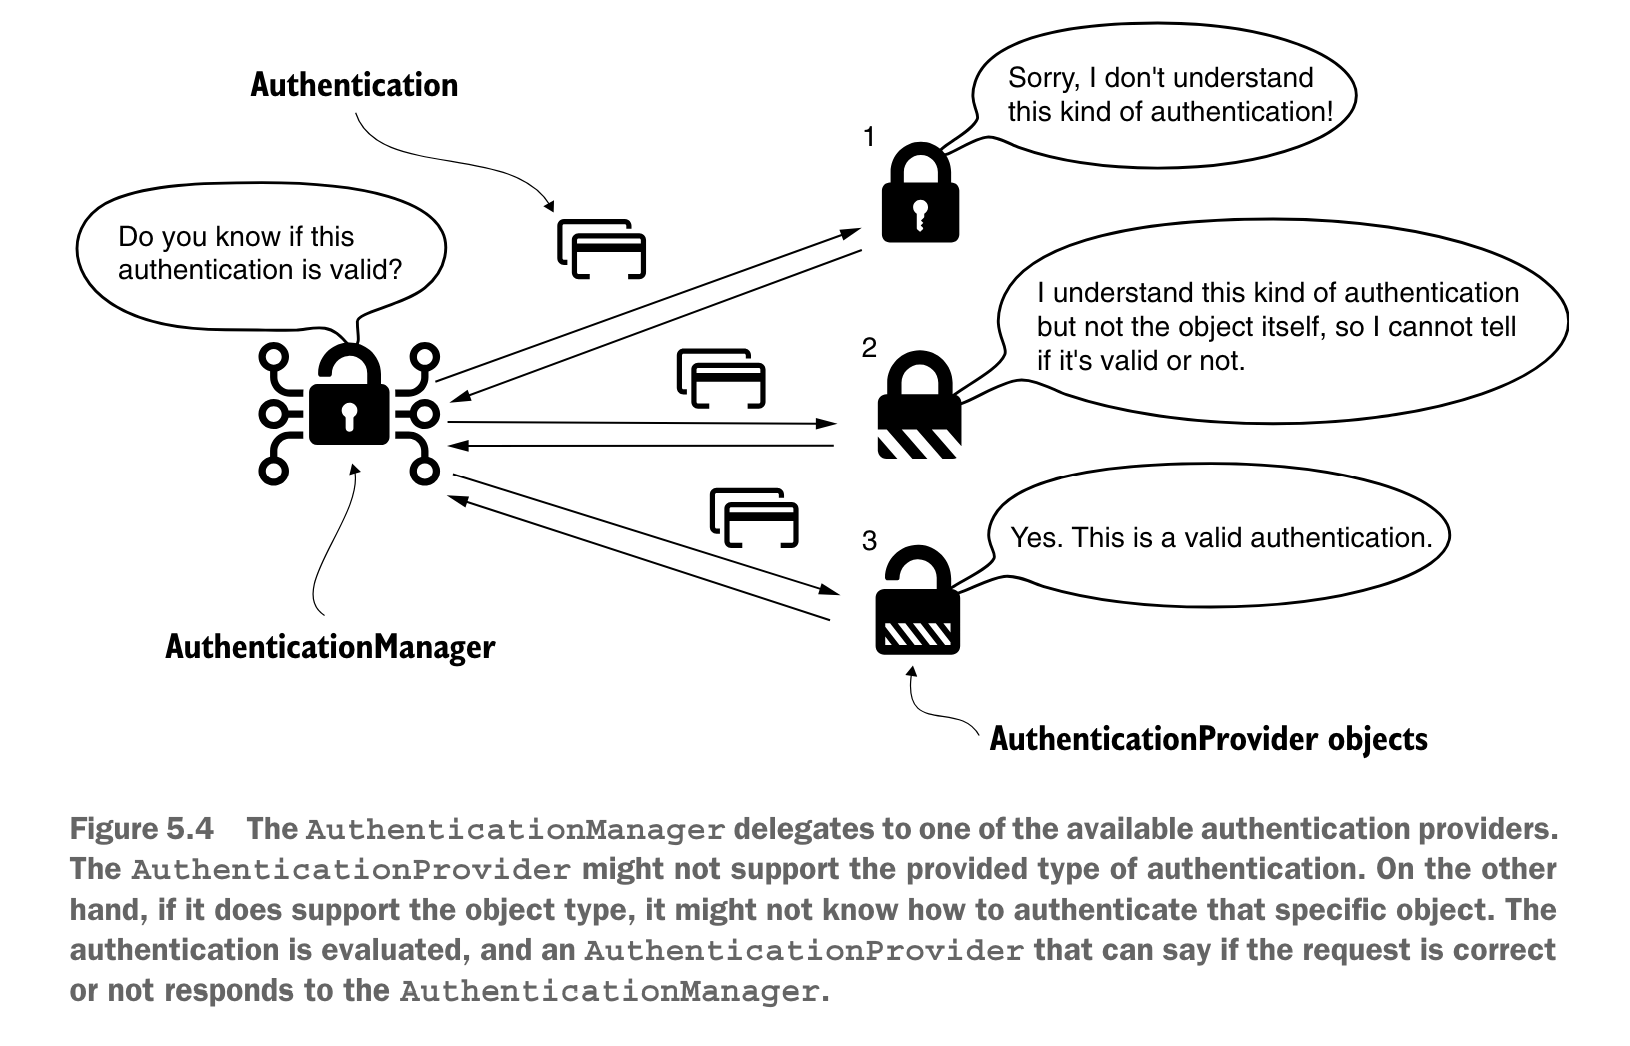 Authentication
Sorry, I don't understand
this kind of authentication!
1
Do you know if this
authentication is valid?
I understand this kind of authentication
but not the object itself, so I cannot tell
if it's valid or not.
2
Yes. This is a valid authentication.
3
AuthenticationManager
AuthenticationProvider objects
Figure 5.4 The AuthenticationManager delegates to one of the available authentication providers.
The AuthenticationProvider might not support the provided type of authentication. On the other
hand, if it does support the object type, it might not know how to authenticate that specific object. The
authentication is evaluated, and an AuthenticationProvider that can say if the request is correct
or not responds to the AuthenticationManager.